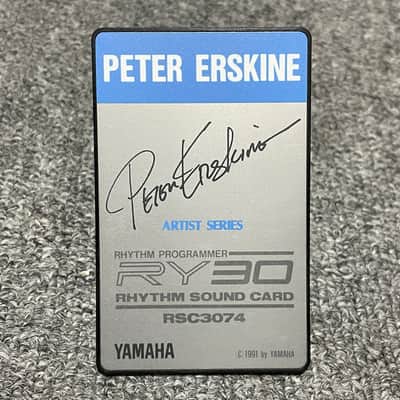 PETER ERSKINE
Peter Erskine
ARTIST SERIES
RHYTHM PROGRAMMER
RY30
RHYTHM SOUND CARD
RSC3074
YAMAHA
© 1991 by YAMAHA